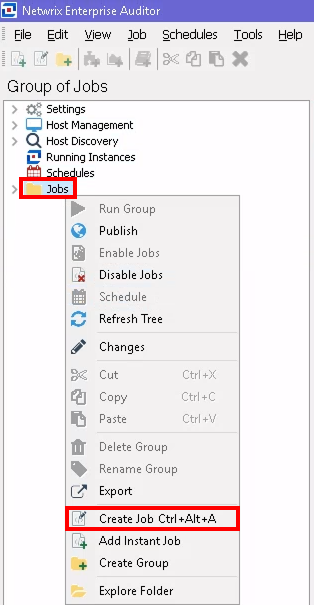 Netwrix Enterprise Auditor
File Edit View Job Schedules Tools Help
Group of Jobs
Settings
Host Management
Host Discovery
Running Instances
Schedules
Jobs
Run Group
Publish
Enable Jobs
Disable Jobs
Schedule
Refresh Tree
Changes
Cut Ctrl+X
Copy Ctrl+C
Paste Ctrl+V
Delete Group
Rename Group
Export
Create Job Ctrl+Alt+A
Add Instant Job
Create Group
Explore Folder